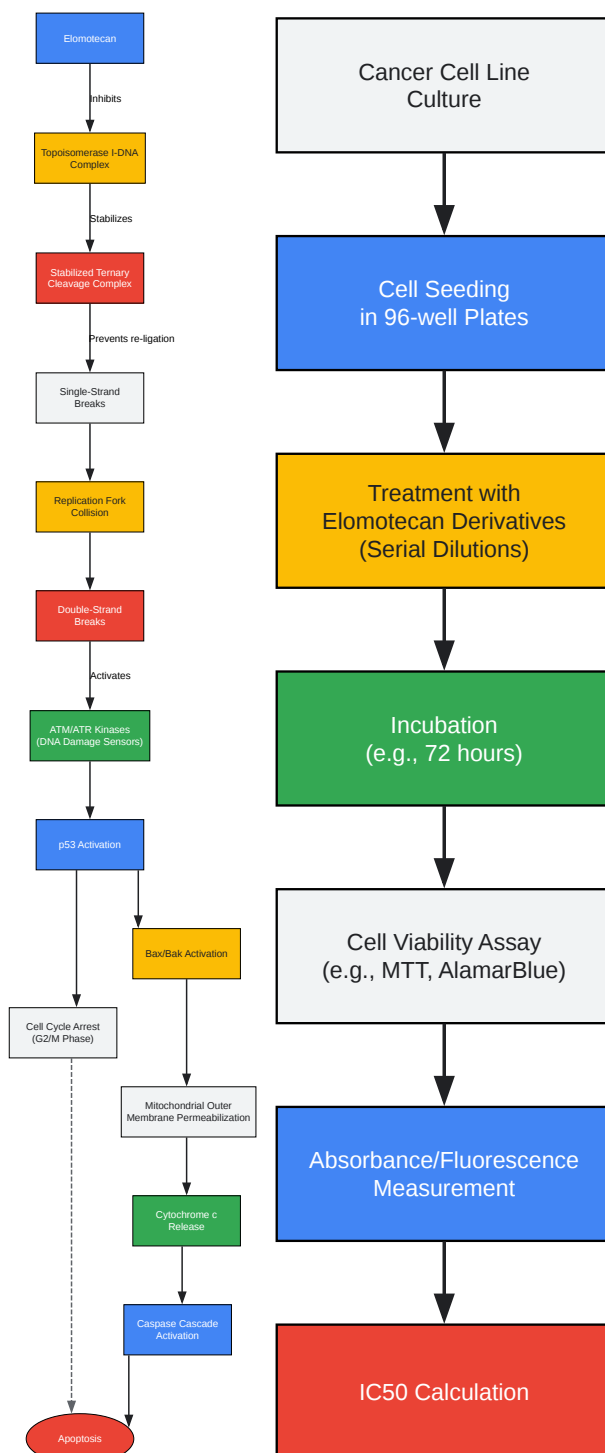 Elomotecan
Inhibits
Topoisomerase I-DNA
Complex
Stabilizes
Stabilized Ternary
Cleavage Complex
Prevents re-ligation
Single-Strand
Breaks
Replication Fork
Collision
Double-Strand
Breaks
Activates
ATM/ATR Kinases
(DNA Damage Sensors)
p53 Activation
Bax/Bak Activation
Cell Cycle Arrest
(G2/M Phase)
Mitochondrial Outer
Membrane Permeabilization
Cytochrome c
Release
Caspase Cascade
Activation
Apoptosis
Cancer Cell Line
Culture
Cell Seeding
in 96-well Plates
Treatment with
Elomotecan Derivatives
(Serial Dilutions)
Incubation
(e.g., 72 hours)
Cell Viability Assay
(e.g., MTT, AlamarBlue)
Absorbance/Fluorescence
Measurement
IC50 Calculation